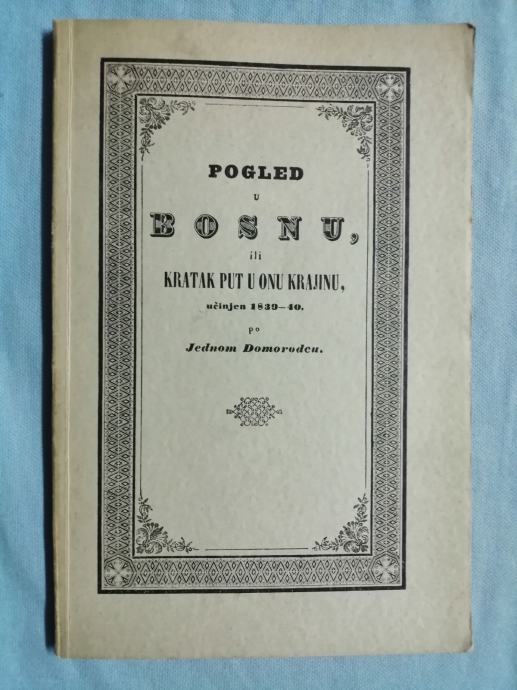 POGLED
u
BOSNU,
ili
KRATAK PUT U ONU KRAJINU,
učinjen 1839—40.
po
Jednom Domorodcu.